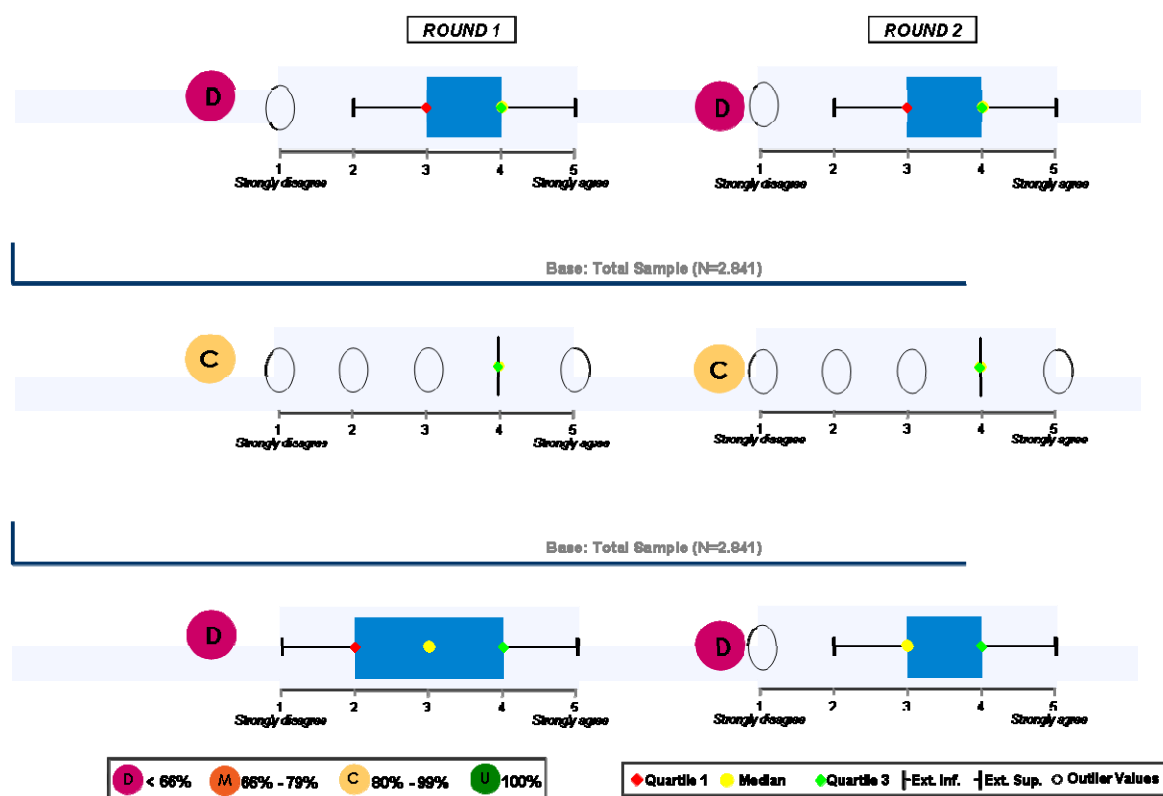 ROUND 1 ROUND 2
D D
1 2 3 4 5 1 2 3 4 5
Strongly disagree Strongly agree Strongly disagree Strongly agree
Base: Total Sample (N=2.841)
C C
1 2 3 4 5 1 2 3 4 5
Strongly disagree Strongly agree Strongly disagree Strongly agree
Base: Total Sample (N=2.841)
D D
1 2 3 4 5 1 2 3 4 5
Strongly disagree Strongly agree Strongly disagree Strongly agree
D < 66% M 66% - 79% C 80% - 99% U 100% Quartile 1 Median Quartile 3 Ext. Inf. Ext. Sup. Outlier Values